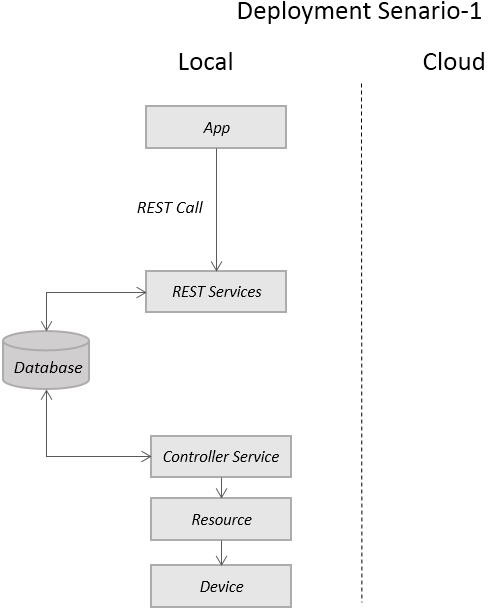 Deployment Senario-1
Local
Cloud
App
REST Call
REST Services
Database
Controller Service
Resource
Device